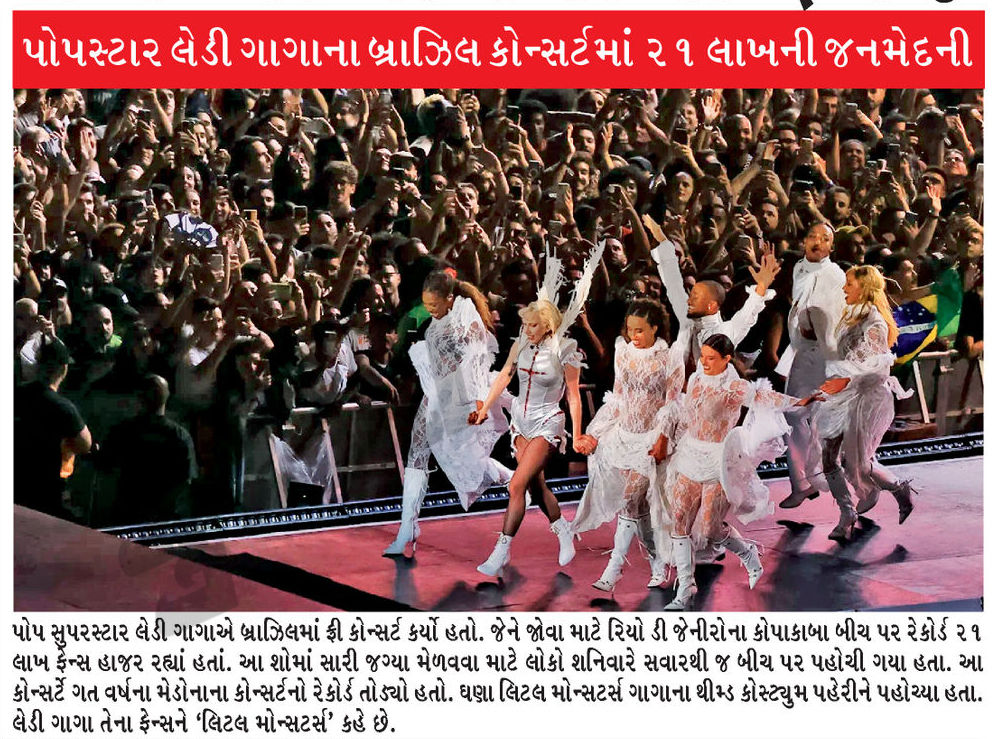 પોપસ્ટાર લેડી ગાગાના બ્રાઝિલ કોન્સર્ટમાં ૨૧ લાખની જનમેદની
પોપ સુપરસ્ટાર લેડી ગાગાએ બ્રાઝિલમાં ફ્રી કોન્સર્ટ કર્યો હતો. જેને જોવા માટે રિયો ડી જેનીરોના કોપાકાબા બીચ પર રેકોર્ડ ૨૧
લાખ ફેન્સ હાજર રહ્યાં હતાં. આ શોમાં સારી જગ્યા મેળવવા માટે લોકો શનિવારે સવારથી જ બીચ પર પહોચી ગયા હતા. આ
કોન્સર્ટે ગત વર્ષના મેડોનાના કોન્સર્ટનો રેકોર્ડ તોડ્યો હતો. ઘણા લિટલ મોન્સટર્સ ગાગાના થીમ્ડ કોસ્ટ્યુમ પહેરીને પહોચ્યા હતા.
લેડી ગાગા તેના ફેન્સને ‘લિટલ મોન્સટર્સ’ કહે છે.